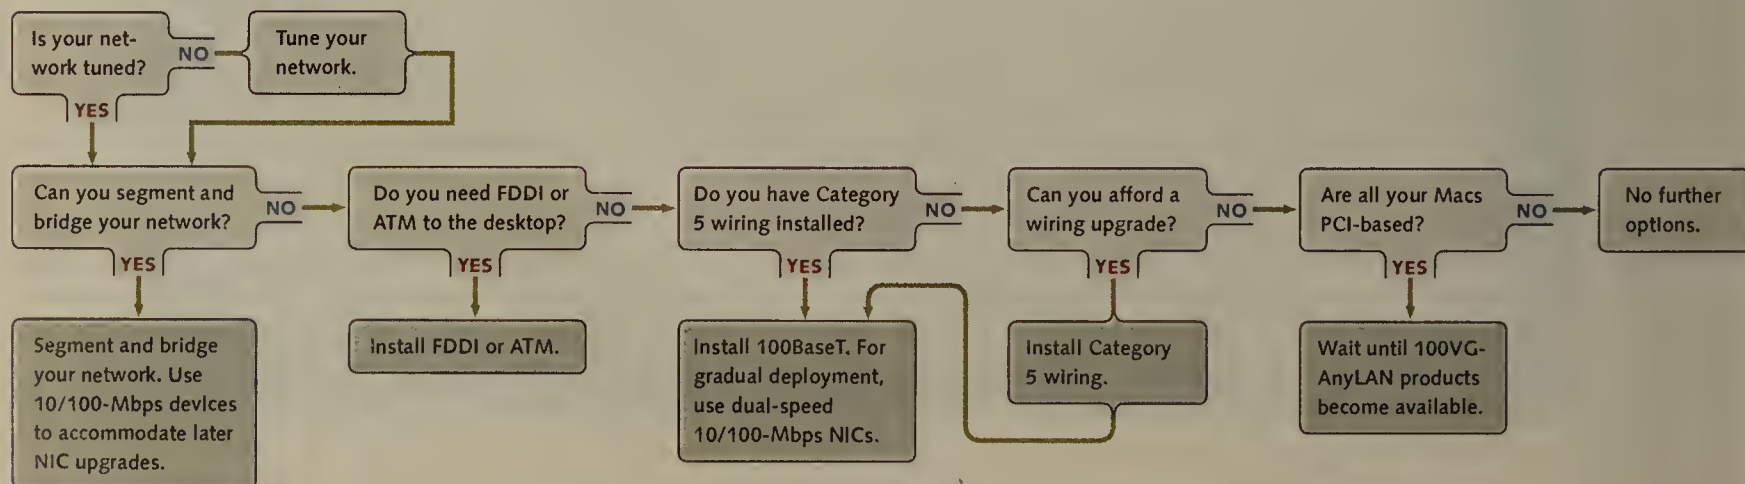 Is your net-
work tuned?
NO
Tune your
network.
YES
Can you segment and
bridge your network?
NO
YES
Do you need FDDI or
ATM to the desktop?
NO
YES
Do you have Category
5 wiring installed?
NO
YES
Can you afford a
wiring upgrade?
NO
YES
Are all your Macs
PCI-based?
NO
YES
No further
options.
Segment and bridge
your network. Use
10/100-Mbps devices
to accommodate later
NIC upgrades.
Install FDDI or ATM.
Install 100BaseT. For
gradual deployment,
use dual-speed
10/100-Mbps NICs.
Install Category
5 wiring.
Wait until 100VG-
AnyLAN products
become available.